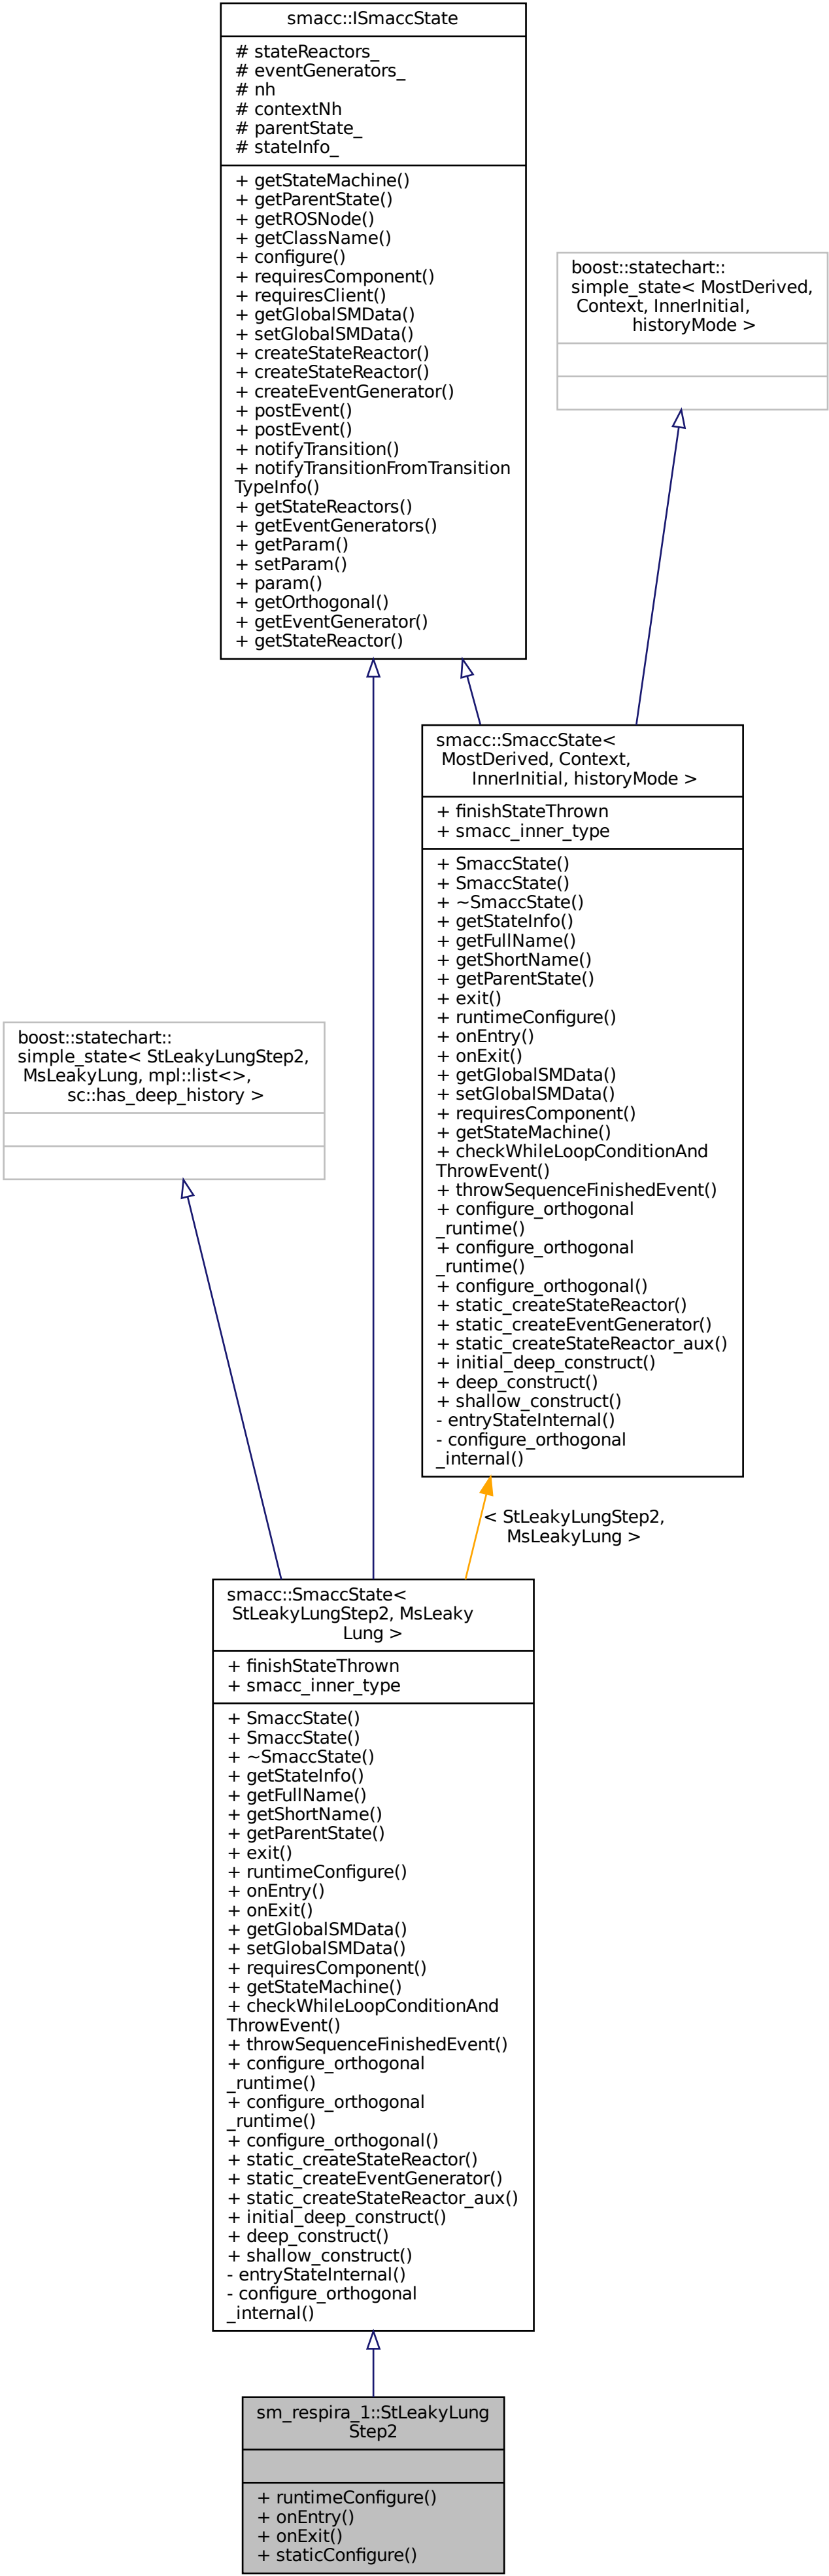 smacc::ISmaccState
# stateReactors_
# eventGenerators_
# nh
# contextNh
# parentState_
# stateInfo_
+ getStateMachine()
+ getParentState()
+ getROSNode()
+ getClassName()
+ configure()
+ requiresComponent()
+ requiresClient()
+ getGlobalSMData()
+ setGlobalSMData()
+ createStateReactor()
+ createStateReactor()
+ createEventGenerator()
+ postEvent()
+ postEvent()
+ notifyTransition()
+ notifyTransitionFromTransition
TypeInfo()
+ getStateReactors()
+ getEventGenerators()
+ getParam()
+ setParam()
+ param()
+ getOrthogonal()
+ getEventGenerator()
+ getStateReactor()
boost::statechart::
simple_state< MostDerived,
Context, InnerInitial,
historyMode >
smacc::SmaccState<
MostDerived, Context,
InnerInitial, historyMode >
+ finishStateThrown
+ smacc_inner_type
+ SmaccState()
+ SmaccState()
+ ~SmaccState()
+ getStateInfo()
+ getFullName()
+ getShortName()
+ getParentState()
+ exit()
+ runtimeConfigure()
+ onEntry()
+ onExit()
+ getGlobalSMData()
+ setGlobalSMData()
+ requiresComponent()
+ getStateMachine()
+ checkWhileLoopConditionAnd
ThrowEvent()
+ throwSequenceFinishedEvent()
+ configure_orthogonal
_runtime()
+ configure_orthogonal
_runtime()
+ configure_orthogonal()
+ static_createStateReactor()
+ static_createEventGenerator()
+ static_createStateReactor_aux()
+ initial_deep_construct()
+ deep_construct()
+ shallow_construct()
- entryStateInternal()
- configure_orthogonal
_internal()
boost::statechart::
simple_state< StLeakyLungStep2,
MsLeakyLung, mpl::list<>,
sc::has_deep_history >
< StLeakyLungStep2,
MsLeakyLung >
smacc::SmaccState<
StLeakyLungStep2, MsLeaky
Lung >
+ finishStateThrown
+ smacc_inner_type
+ SmaccState()
+ SmaccState()
+ ~SmaccState()
+ getStateInfo()
+ getFullName()
+ getShortName()
+ getParentState()
+ exit()
+ runtimeConfigure()
+ onEntry()
+ onExit()
+ getGlobalSMData()
+ setGlobalSMData()
+ requiresComponent()
+ getStateMachine()
+ checkWhileLoopConditionAnd
ThrowEvent()
+ throwSequenceFinishedEvent()
+ configure_orthogonal
_runtime()
+ configure_orthogonal
_runtime()
+ configure_orthogonal()
+ static_createStateReactor()
+ static_createEventGenerator()
+ static_createStateReactor_aux()
+ initial_deep_construct()
+ deep_construct()
+ shallow_construct()
- entryStateInternal()
- configure_orthogonal
_internal()
sm_respira_1::StLeakyLung
Step2
+ runtimeConfigure()
+ onEntry()
+ onExit()
+ staticConfigure()